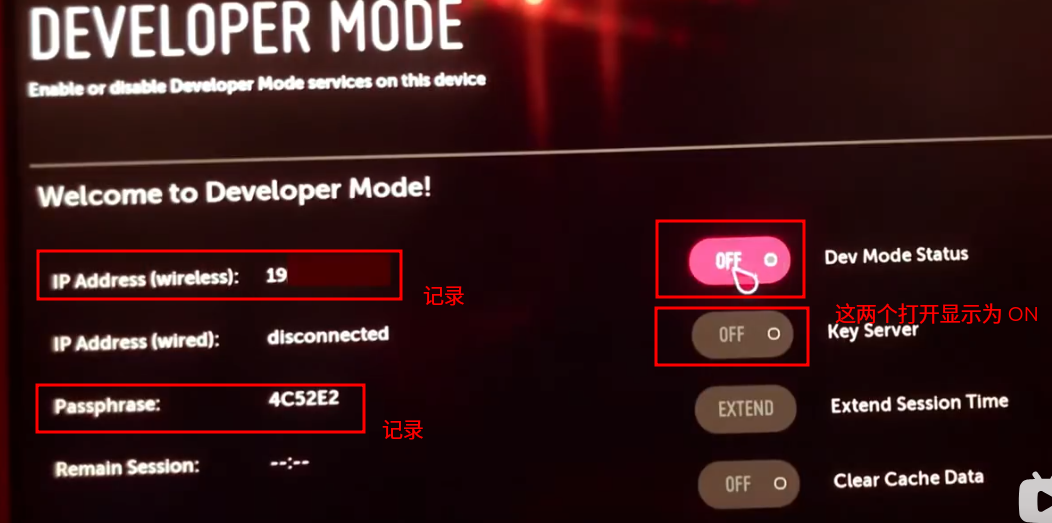 DEVELOPER MODE
Enable or disable Developer Mode services on this device
Welcome to Developer Mode!
IP Address (wireless): 19
记录
IP Address (wired): disconnected
Passphrase: 4C52E2
记录
Remain Session: --:--
OFF Dev Mode Status
这两个打开显示为 ON
OFF Key Server
EXTEND Extend Session Time
OFF Clear Cache Data